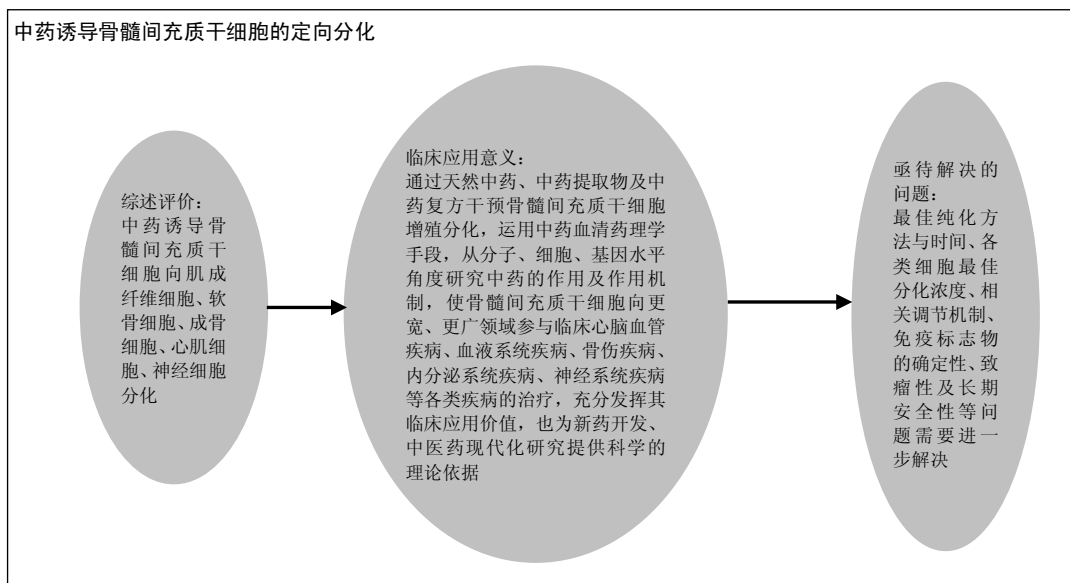 中药诱导骨髓间充质干细胞的定向分化
综述评价:
中药诱导骨
髓间充质干
细胞向肌成
纤维细胞、软
骨细胞、成骨
细胞、心肌细
胞、神经细胞
分化
临床应用意义:
通过天然中药、中药提取物及中
药复方干预骨髓间充质干细胞
增殖分化，运用中药血清药理学
手段，从分子、细胞、基因水平
角度研究中药的作用及作用机
制，使骨髓间充质干细胞向更
宽、更广领域参与临床心脑血管
疾病、血液系统疾病、骨伤疾病、
内分泌系统疾病、神经系统疾病
等各类疾病的治疗，充分发挥其
临床应用价值，也为新药开发、
中医药现代化研究提供科学的
理论依据
亟待解决的
问题:
最佳纯化方
法与时间、各
类细胞最佳
分化浓度、相
关调节机制、
免疫标志物
的确定性、致
瘤性及长期
安全性等问
题需要进一
步解决